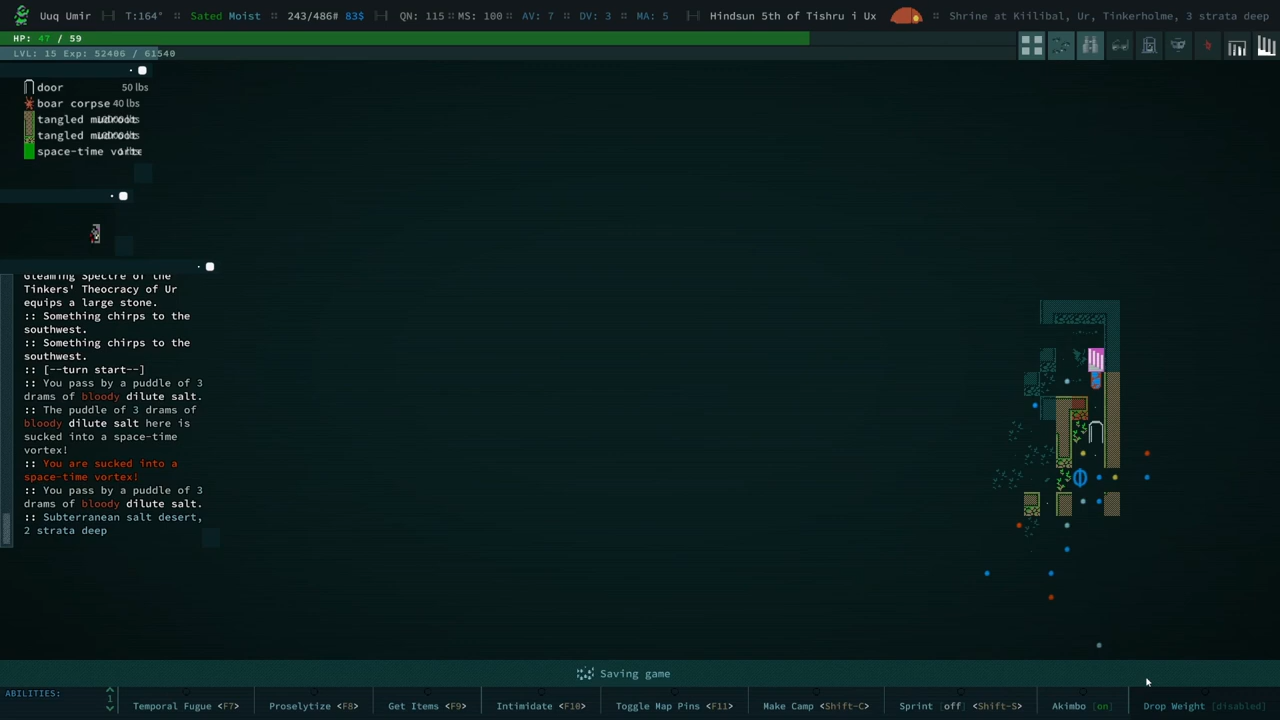 Uuq Umir T:164° :: Sated Moist :: 243/486# 83$ QN: 115 :: MS: 100 :: AV: 7 :: DV: 3 :: MA: 5 Hindsun 5th of Tishru i Ux :: Shrine at Kiilibal, Ur, Tinkerholme, 3 strata deep
HP: 47 / 59
LVL: 15 Exp: 52406 / 61540
door 50 lbs
boar corpse 40 lbs
tangled
tangled
space-time
Gleaming Spectre of the
Tinkers' Theocracy of Ur
equips a large stone.
:: Something chirps to the
southwest.
:: Something chirps to the
southwest.
:: [--turn start--]
:: You pass by a puddle of 3
drams of bloody dilute salt.
:: The puddle of 3 drams of
bloody dilute salt here is
sucked into a space-time
vortex!
:: You are sucked into a
space-time vortex!
:: You pass by a puddle of 3
drams of bloody dilute salt.
:: Subterranean salt desert,
2 strata deep
Saving game
ABILITIES: 1 Temporal Fugue <F7> Proselytize <F8> Get Items <F9> Intimidate <F10> Toggle Map Pins <F11> Make Camp <Shift-C> Sprint [off] <Shift-S> Akimbo [on] Drop Weight [disabled]